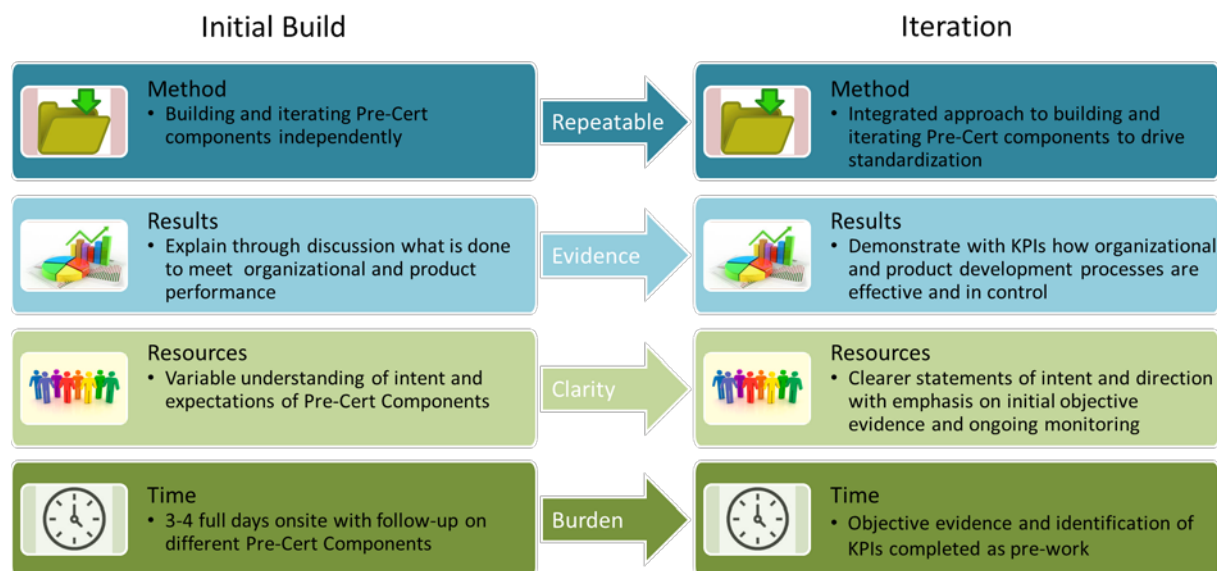 Initial Build
Iteration
Method
• Building and iterating Pre-Cert
components independently
Repeatable
Method
• Integrated approach to building and
iterating Pre-Cert components to drive
standardization
Results
• Explain through discussion what is done
to meet organizational and product
performance
Evidence
Results
• Demonstrate with KPIs how organizational
and product development processes are
effective and in control
Resources
• Variable understanding of intent and
expectations of Pre-Cert Components
Clarity
Resources
• Clearer statements of intent and direction
with emphasis on initial objective
evidence and ongoing monitoring
Time
• 3-4 full days onsite with follow-up on
different Pre-Cert Components
Burden
Time
• Objective evidence and identification of
KPIs completed as pre-work